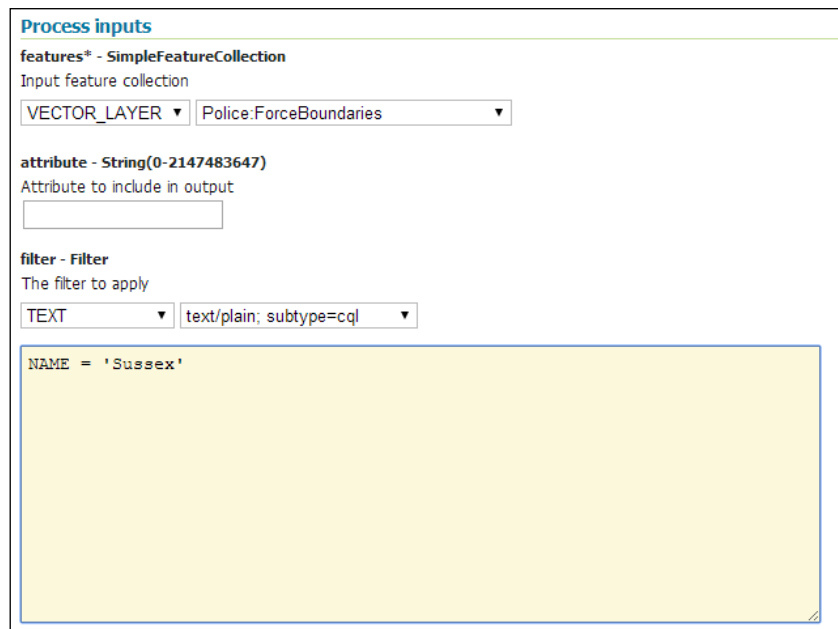 Process inputs
features* - SimpleFeatureCollection
Input feature collection
VECTOR_LAYER Police:ForceBoundaries
attribute - String(0-2147483647)
Attribute to include in output
filter - Filter
The filter to apply
TEXT text/plain; subtype=cql
NAME = 'Sussex'